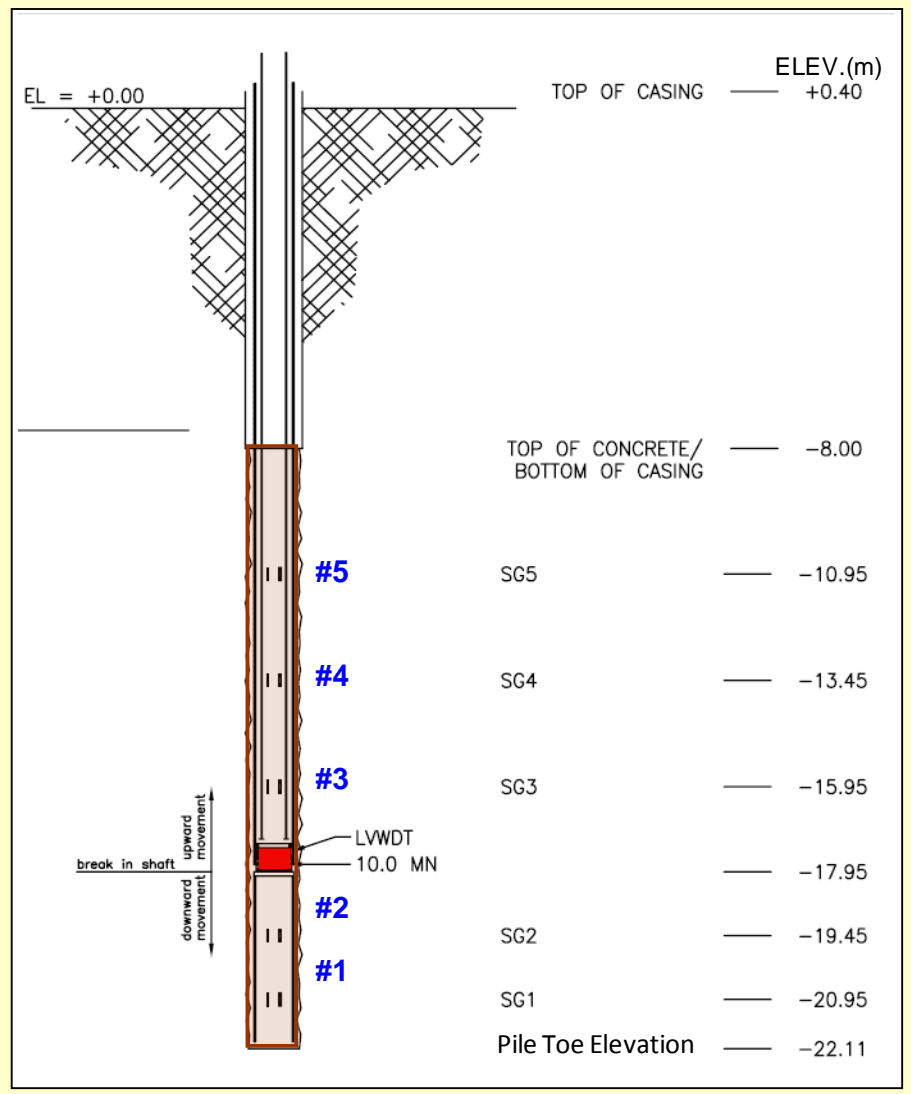 ELEV.(m)
EL = +0.00
TOP OF CASING
+0.40
TOP OF CONCRETE/
BOTTOM OF CASING
-8.00
#5
SG5
-10.95
#4
SG4
-13.45
#3
SG3
-15.95
upward
movement
LVWDT
10.0 MN
break in shaft
-17.95
downward
movement
#2
SG2
-19.45
#1
SG1
-20.95
Pile Toe Elevation
-22.11